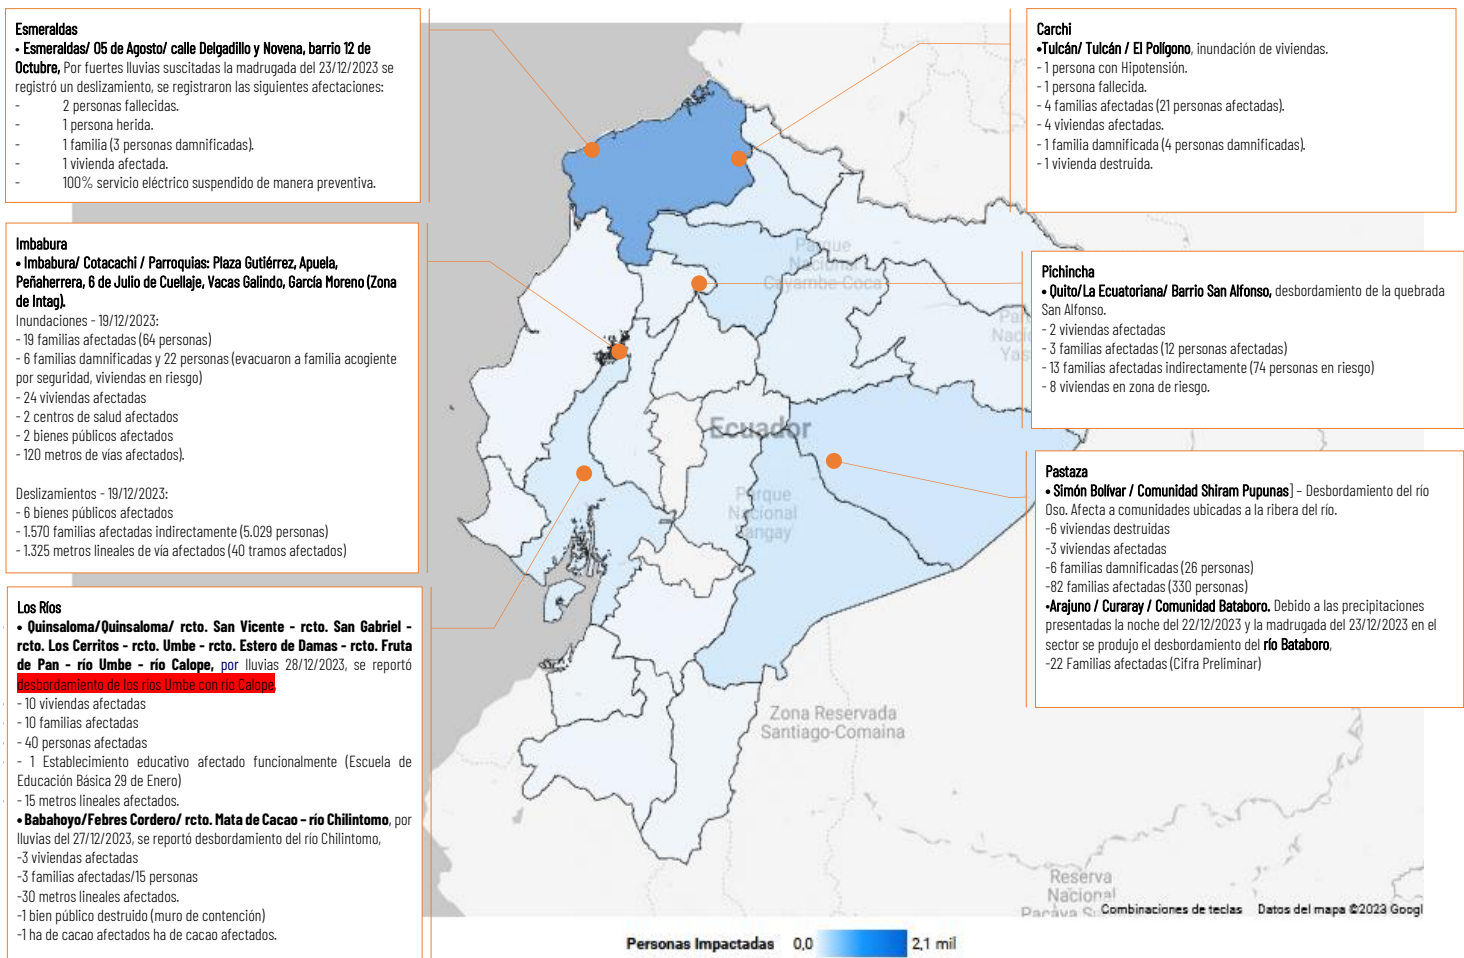 Esmeraldas
• Esmeraldas/ 05 de Agosto/ calle Delgadillo y Novena, barrio 12 de
Octubre, Por fuertes lluvias suscitadas la madrugada del 23/12/2023 se
registró un deslizamiento, se registraron las siguientes afectaciones:
- 2 personas fallecidas.
- 1 persona herida.
- 1 familia (3 personas damnificadas).
- 1 vivienda afectada.
- 100% servicio eléctrico suspendido de manera preventiva.
Imbabura
• Imbabura/ Cotacachi / Parroquias: Plaza Gutiérrez, Apuela,
Peñaherrera, 6 de Julio de Cuellaje, Vacas Galindo, García Moreno (Zona
de Intag).
Inundaciones - 19/12/2023:
- 19 familias afectadas (64 personas)
- 6 familias damnificadas y 22 personas (evacuaron a familia acogiente
por seguridad, viviendas en riesgo)
- 24 viviendas afectadas
- 2 centros de salud afectados
- 2 bienes públicos afectados
- 120 metros de vías afectados).
Deslizamientos - 19/12/2023:
- 6 bienes públicos afectados
- 1.570 familias afectadas indirectamente (5.029 personas)
- 1.325 metros lineales de vía afectados (40 tramos afectados)
Los Ríos
• Quinsaloma/Quinsaloma/ rcto. San Vicente - rcto. San Gabriel -
rcto. Los Cerritos - rcto. Umbe - rcto. Estero de Damas - rcto. Fruta
de Pan - río Umbe - río Calope, por lluvias 28/12/2023, se reportó
desbordamiento de los ríos Umbe con río Calope,
- 10 viviendas afectadas
- 10 familias afectadas
- 40 personas afectadas
- 1 Establecimiento educativo afectado funcionalmente (Escuela de
Educación Básica 29 de Enero)
- 15 metros lineales afectados.
• Babahoyo/Febres Cordero/ rcto. Mata de Cacao – río Chilintomo, por
lluvias del 27/12/2023, se reportó desbordamiento del río Chilintomo,
-3 viviendas afectadas
-3 familias afectadas/15 personas
-30 metros lineales afectados.
-1 bien público destruido (muro de contención)
-1 ha de cacao afectados ha de cacao afectados.
Carchi
•Tulcán/ Tulcán / El Polígono, inundación de viviendas.
- 1 persona con Hipotensión.
- 1 persona fallecida.
- 4 familias afectadas (21 personas afectadas).
- 4 viviendas afectadas.
- 1 familia damnificada (4 personas damnificadas).
- 1 vivienda destruida.
Pichincha
• Quito/La Ecuatoriana/ Barrio San Alfonso, desbordamiento de la quebrada
San Alfonso.
- 2 viviendas afectadas
- 3 familias afectadas (12 personas afectadas)
- 13 familias afectadas indirectamente (74 personas en riesgo)
- 8 viviendas en zona de riesgo.
Pastaza
• Simón Bolívar / Comunidad Shiram Pupunas] – Desbordamiento del río
Oso. Afecta a comunidades ubicadas a la ribera del río.
-6 viviendas destruidas
-3 viviendas afectadas
-6 familias damnificadas (26 personas)
-82 familias afectadas (330 personas)
•Arajuno / Curaray / Comunidad Bataboro. Debido a las precipitaciones
presentadas la noche del 22/12/2023 y la madrugada del 23/12/2023 en el
sector se produjo el desbordamiento del río Bataboro,
-22 Familias afectadas (Cifra Preliminar)
Parque
Nacional
Cayambe-Coca
Ecuador
Parque
Nacional
Sangay
Zona Reservada
Santiago-Comaina
Reserva
Nacional
Combinaciones de teclas Datos del mapa ©2023 Googl
Personas Impactadas 0,0 2,1 mil